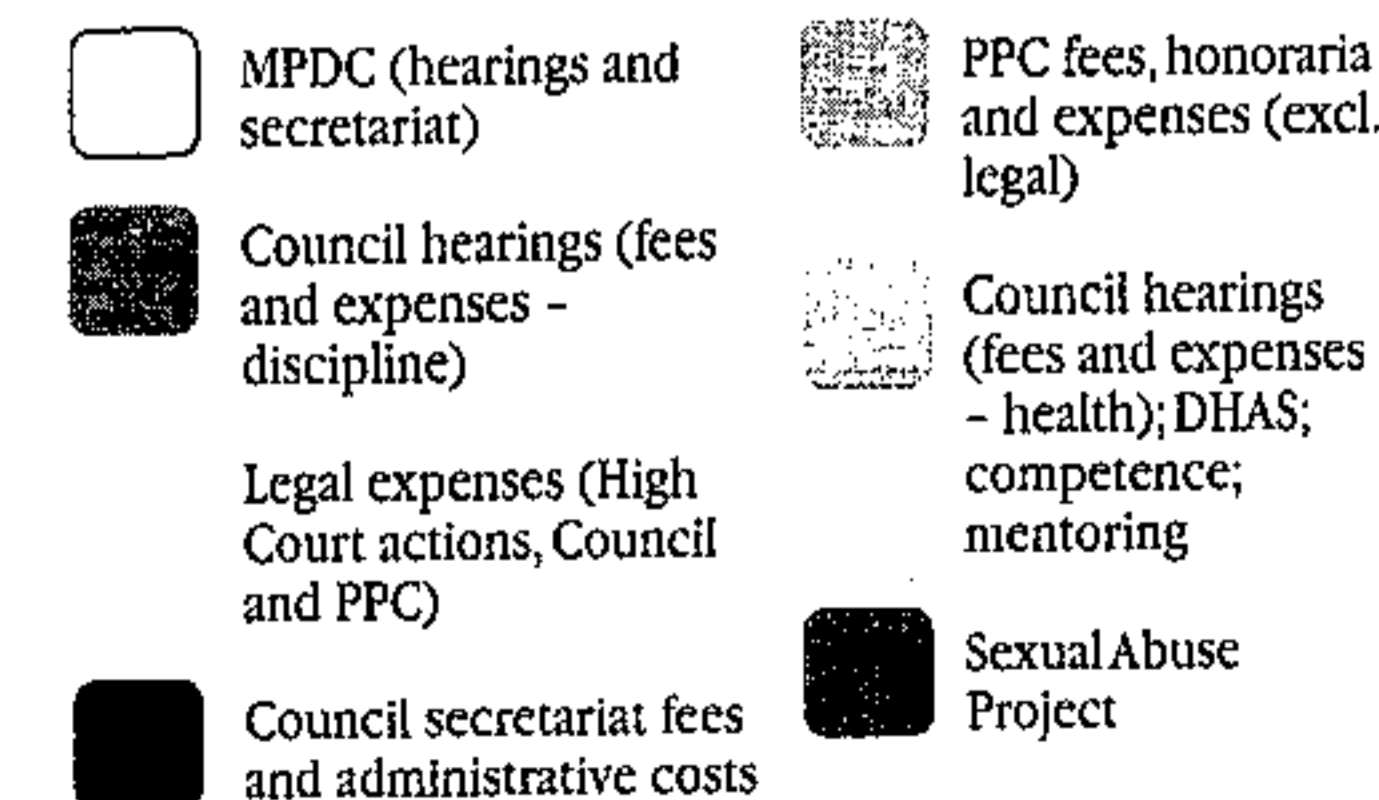 MPDC (hearings and
secretariat)
Council hearings (fees
and expenses –
discipline)
Legal expenses (High
Court actions, Council
and PPC)
Council secretariat fees
and administrative costs
PPC fees, honoraria
and expenses (excl.
legal)
Council hearings
(fees and expenses
– health); DHAS;
competence;
mentoring
Sexual Abuse
Project